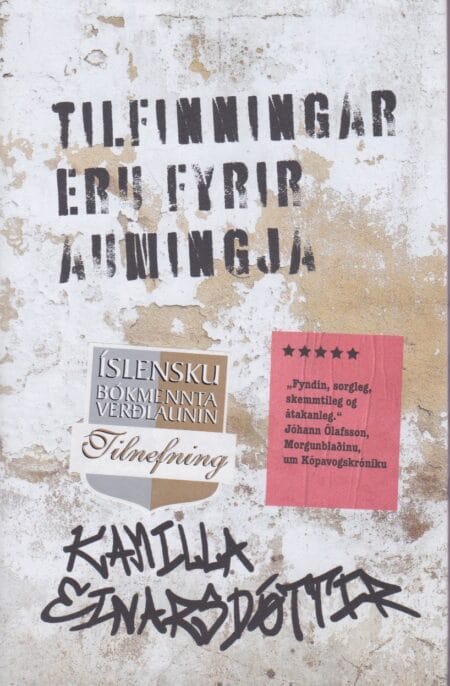 TILFINNINGAR
ERU FYRIR
AUMINGJA
ÍSLENSKU
BÓKMENNTA
VERÐLAUNIN
Tilnefning
★★★★★
„Fyndin, sorgleg,
skemmtileg og
átakanleg.“
Jóhann Ólafsson,
Morgunblaðinu,
um Kópavogskróniku
KAMILLA
EINARSDÓTTIR